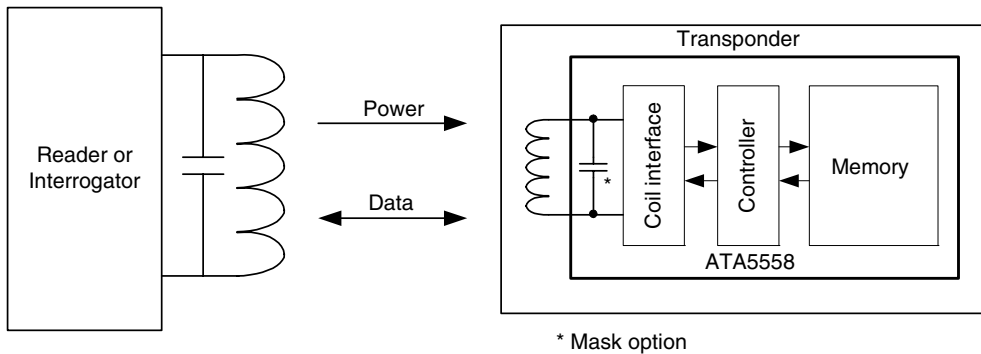 Reader or
Interrogator
Power
Data
Transponder
Coil interface
Controller
Memory
*
ATA5558
* Mask option